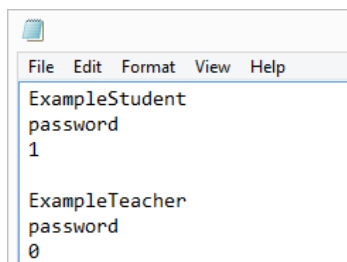 File Edit Format View Help
ExampleStudent
password
1

ExampleTeacher
password
0